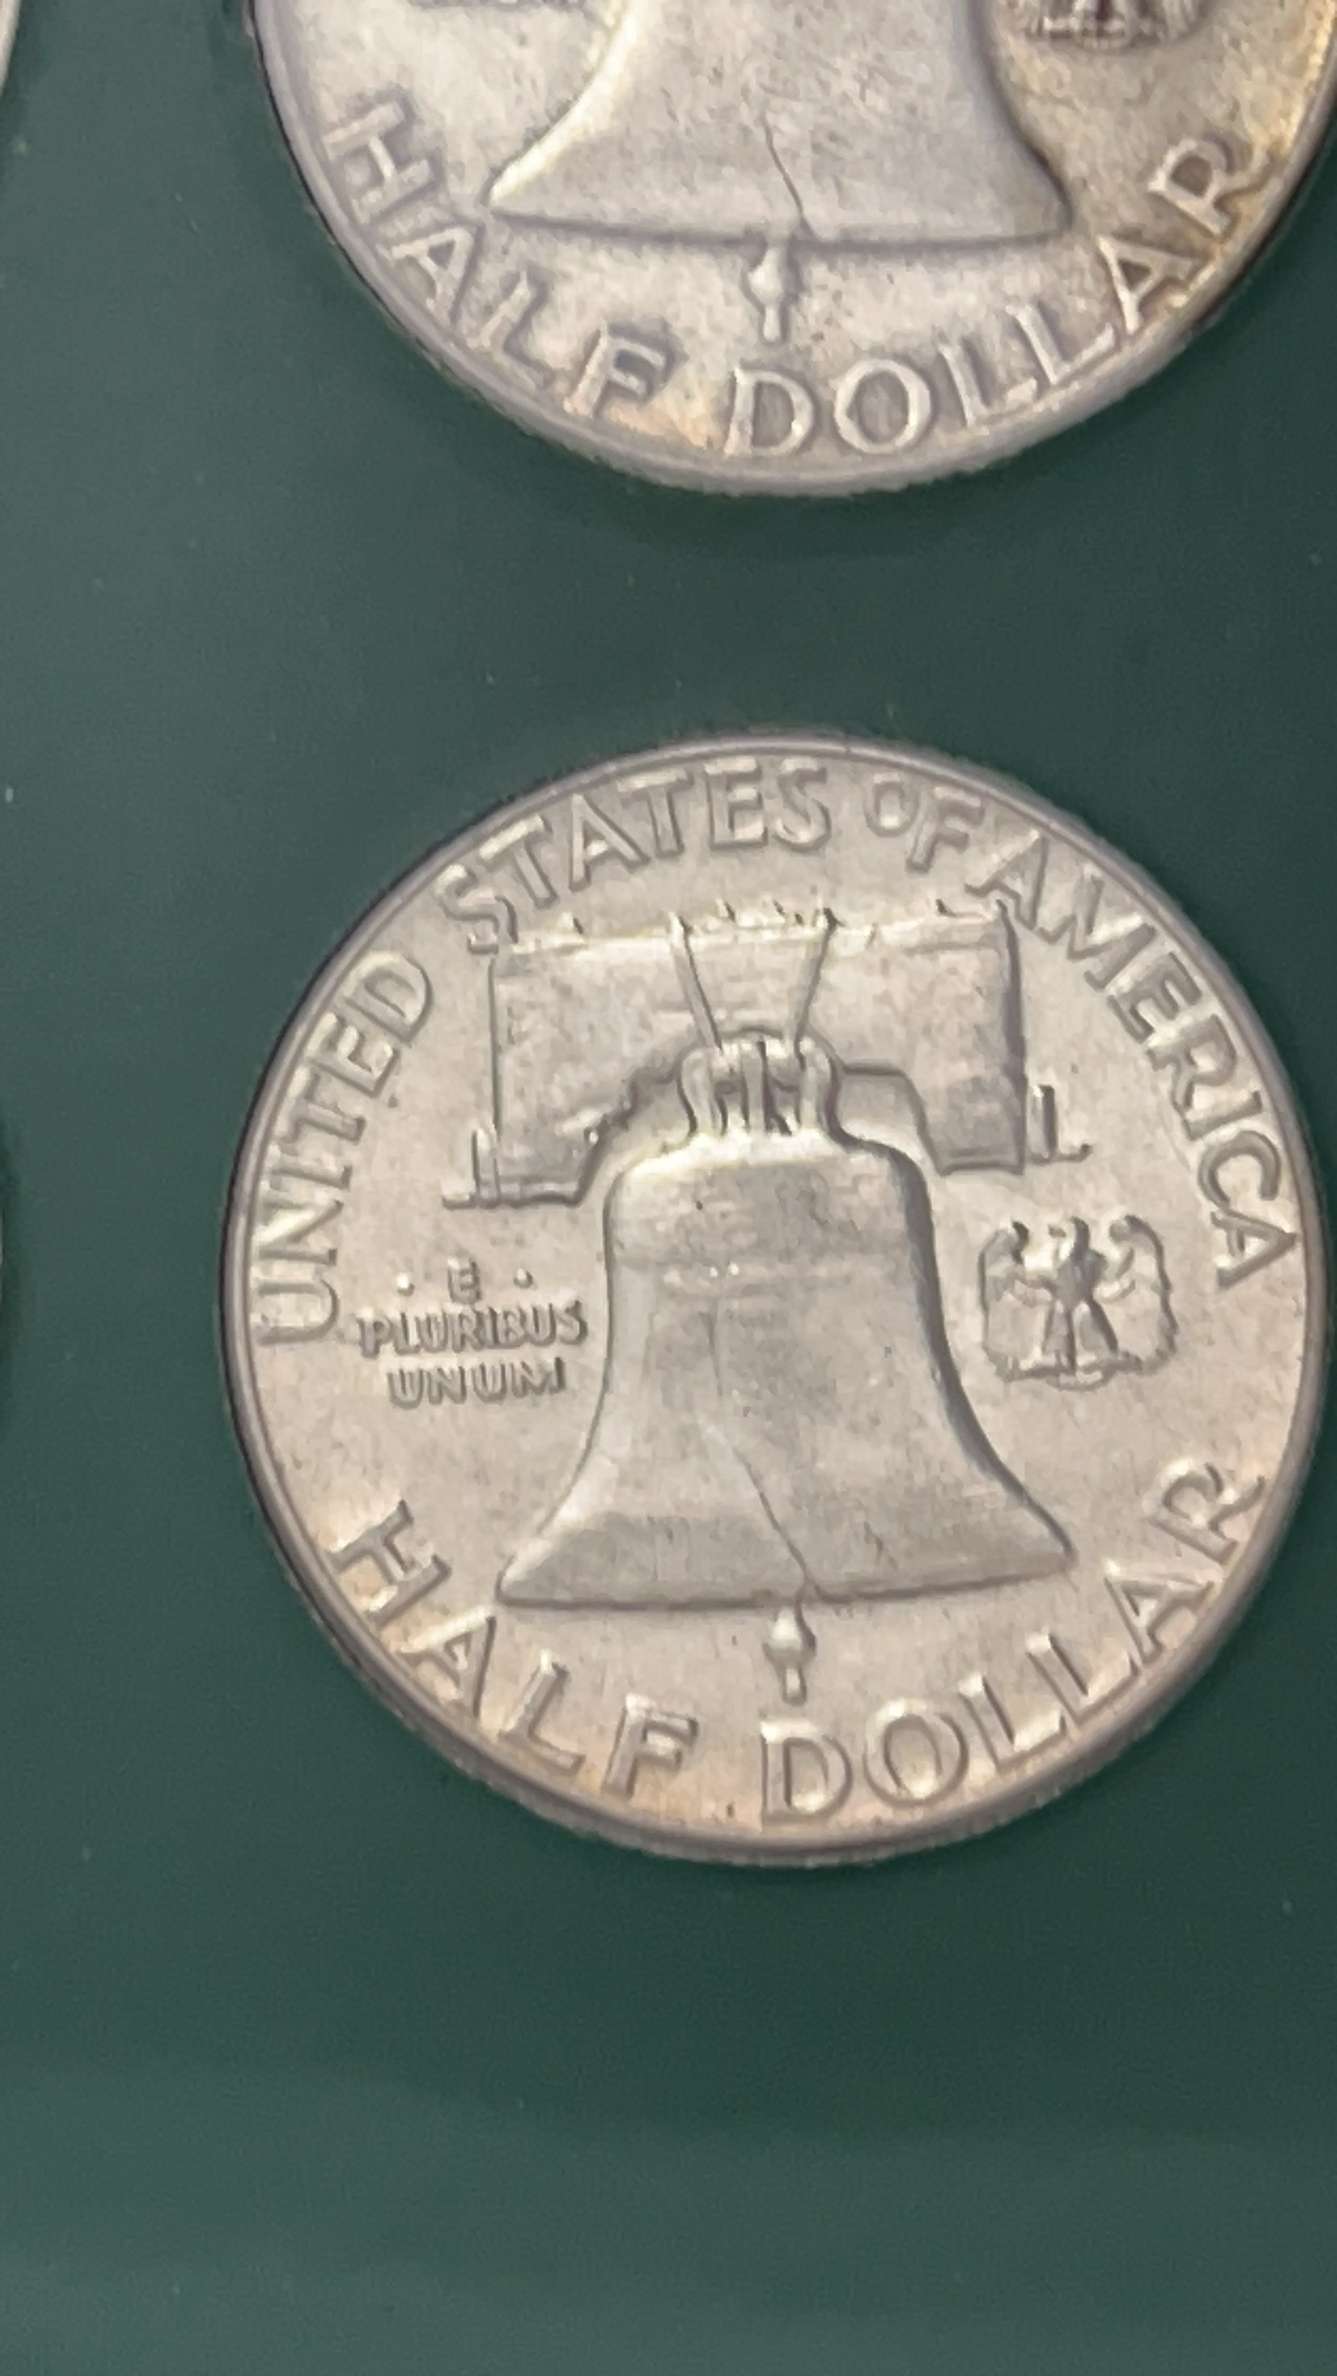 HALF DOLLAR
UNITED STATES OF AMERICA
· E ·
PLURIBUS
UNUM
HALF DOLLAR